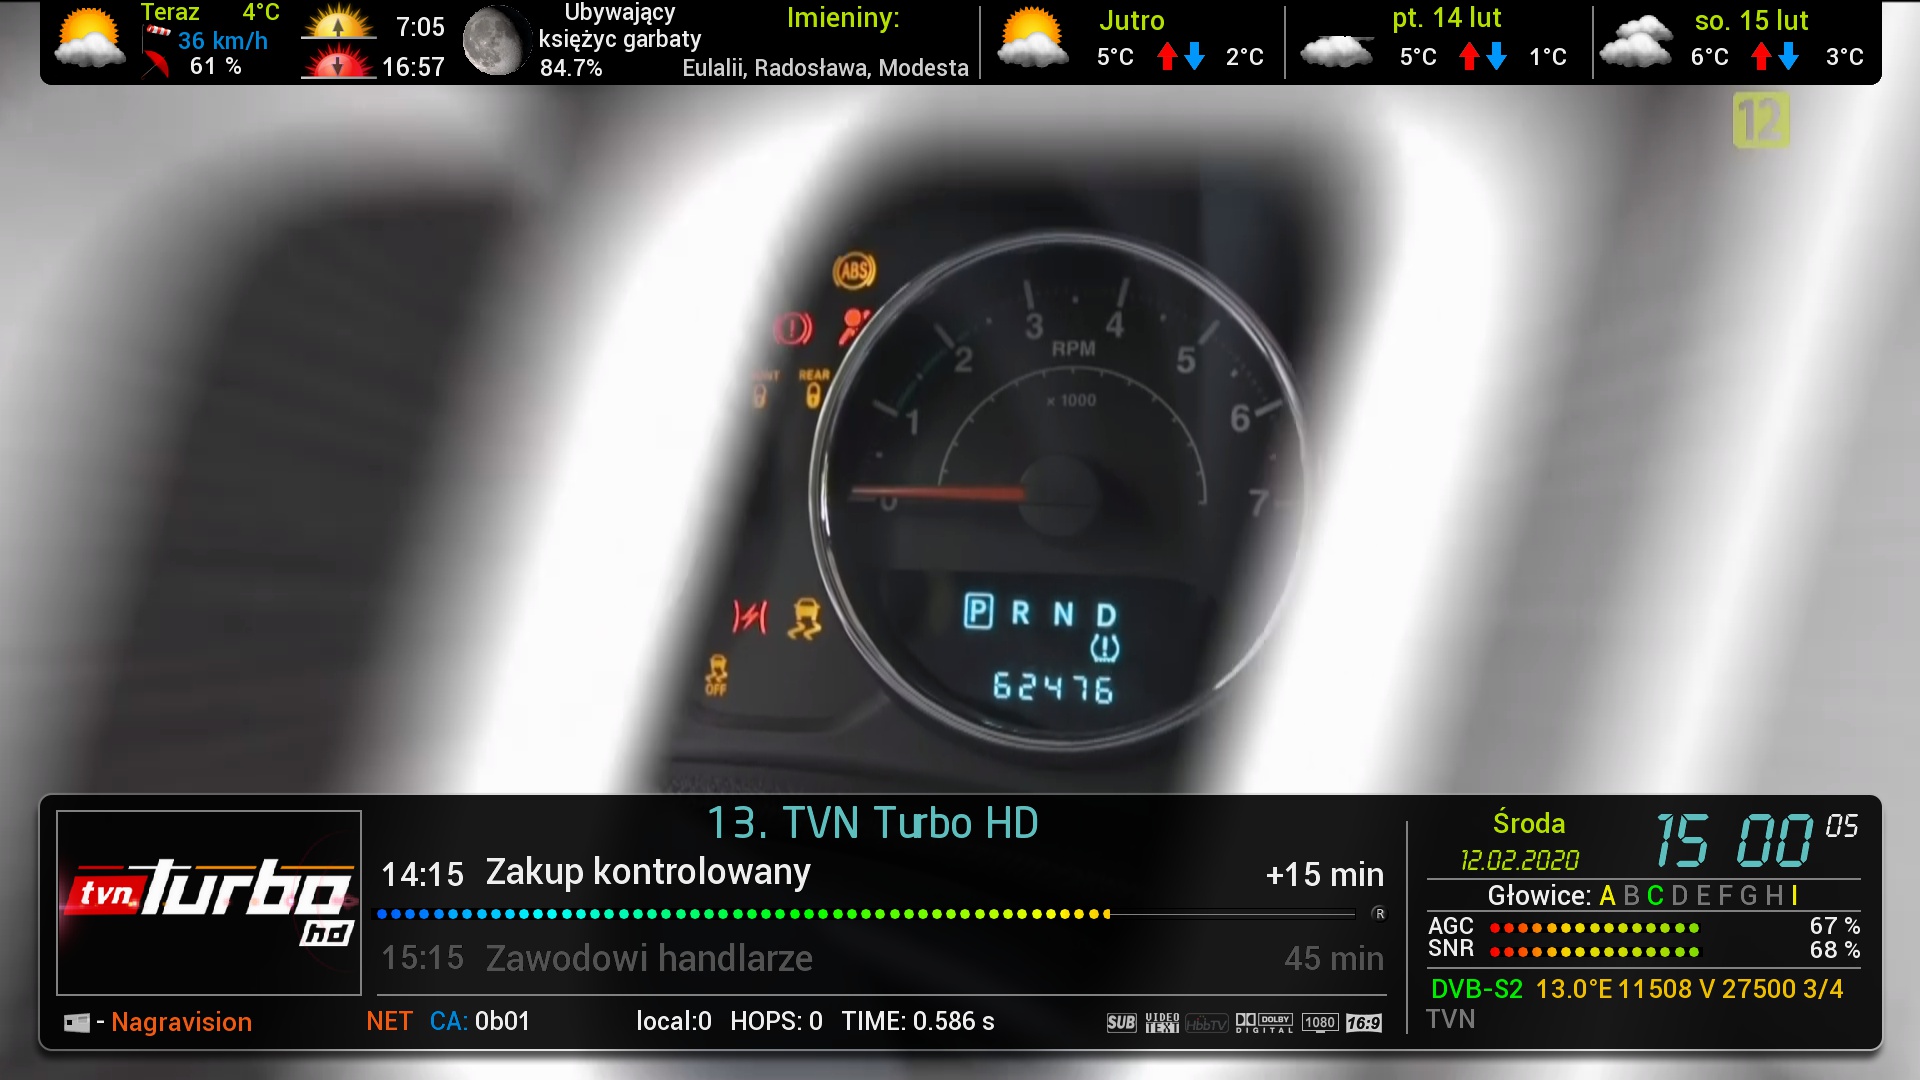 Teraz 4°C
36 km/h
61 %
7:05
16:57
Ubywający
księżyc garbaty
84.7%
Imieniny:
Eulalii, Radosława, Modesta
Jutro
5°C 2°C
pt. 14 lut
5°C 1°C
so. 15 lut
6°C 3°C
12
ABS
REAR
1 2 3 4 5 6 7
RPM
x 1000
0
P R N D
62476
OFF
tvn turbo
hd
13. TVN Turbo HD
14:15 Zakup kontrolowany +15 min
R
15:15 Zawodowi handlarze 45 min
- Nagravision
NET CA: 0b01 local:0 HOPS: 0 TIME: 0.586 s
SUB VIDEO TEXT HbbTV DOLBY DIGITAL 1080 16:9
Środa
12.02.2020
15 00 05
Głowice: A B C D E F G H I
AGC 67 %
SNR 68 %
DVB-S2 13.0°E 11508 V 27500 3/4
TVN